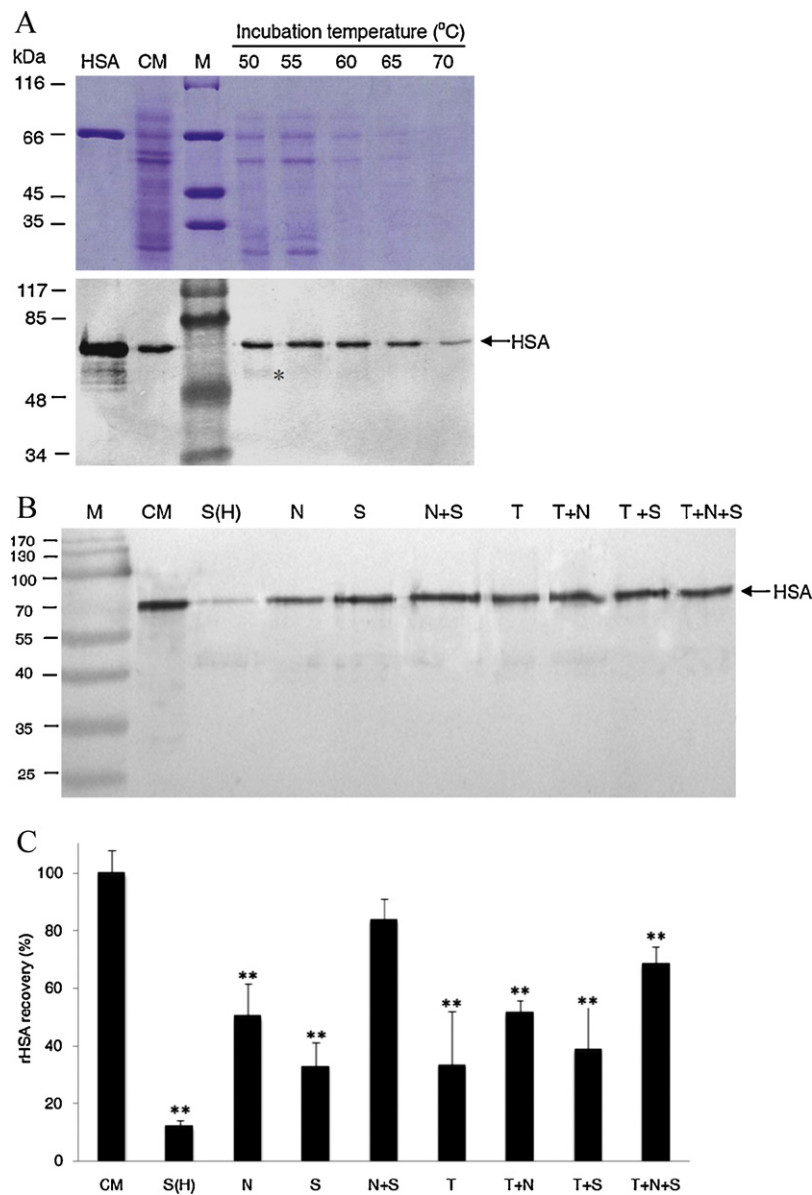 A
Incubation temperature (°C)
kDa HSA CM M 50 55 60 65 70
116
66
45
35
117
85
HSA
*
48
34
B
M CM S(H) N S N+S T T+N T +S T+N+S
170
130
100
HSA
70
55
40
35
25
C
100
80
** **
60
** **
** **
40
**
20
**
0
rHSA recovery (%)
CM S(H) N S N+S T T+N T+S T+N+S